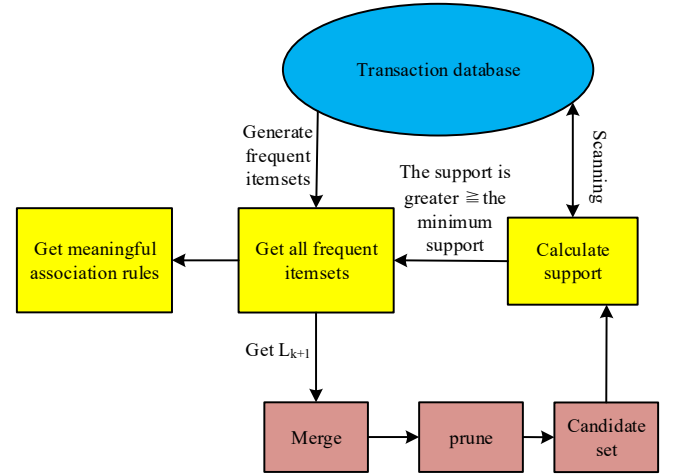 Transaction database
Generate
frequent
itemsets
Scanning
The support is
greater ≧ the
minimum
support
Get meaningful
association rules
Get all frequent
itemsets
Calculate
support
Get Lk+1
Merge
prune
Candidate
set